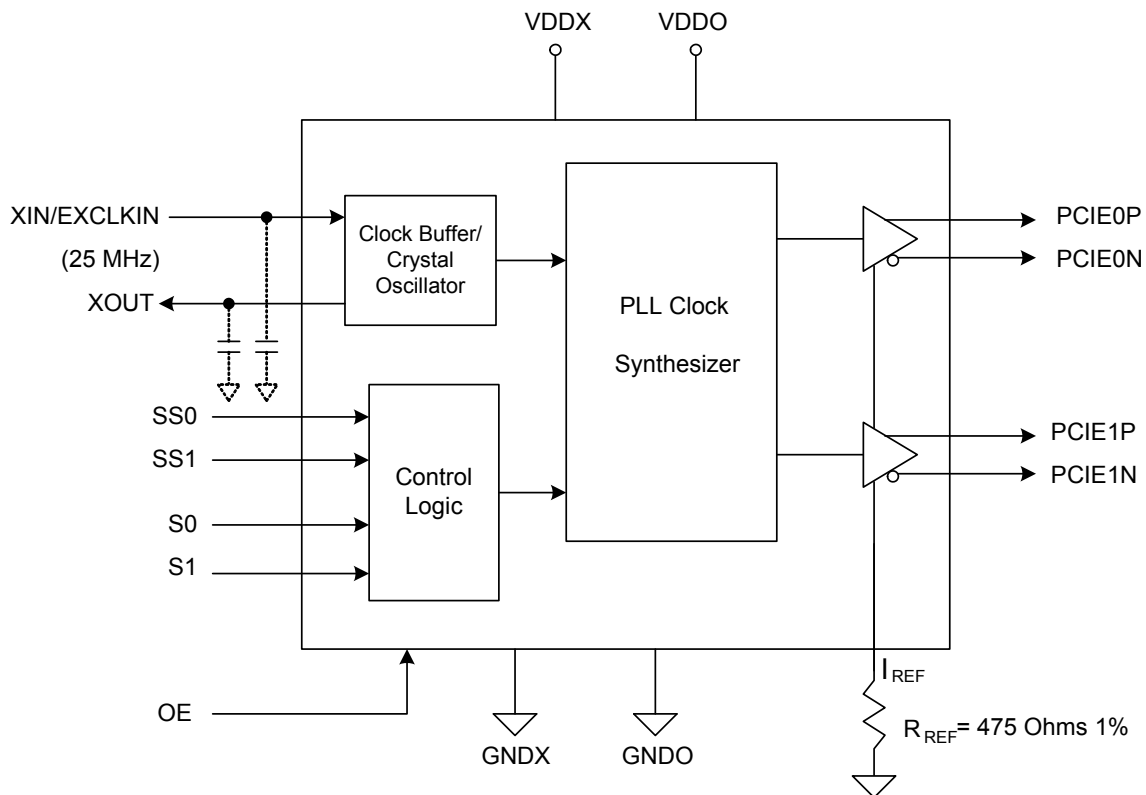 VDDX
VDDO
XIN/EXCLKIN
(25 MHz)
XOUT
Clock Buffer/
Crystal
Oscillator
PLL Clock
Synthesizer
PCIE0P
PCIE0N
SS0
SS1
S0
S1
Control
Logic
PCIE1P
PCIE1N
OE
GNDX
GNDO
IREF
RREF= 475 Ohms 1%